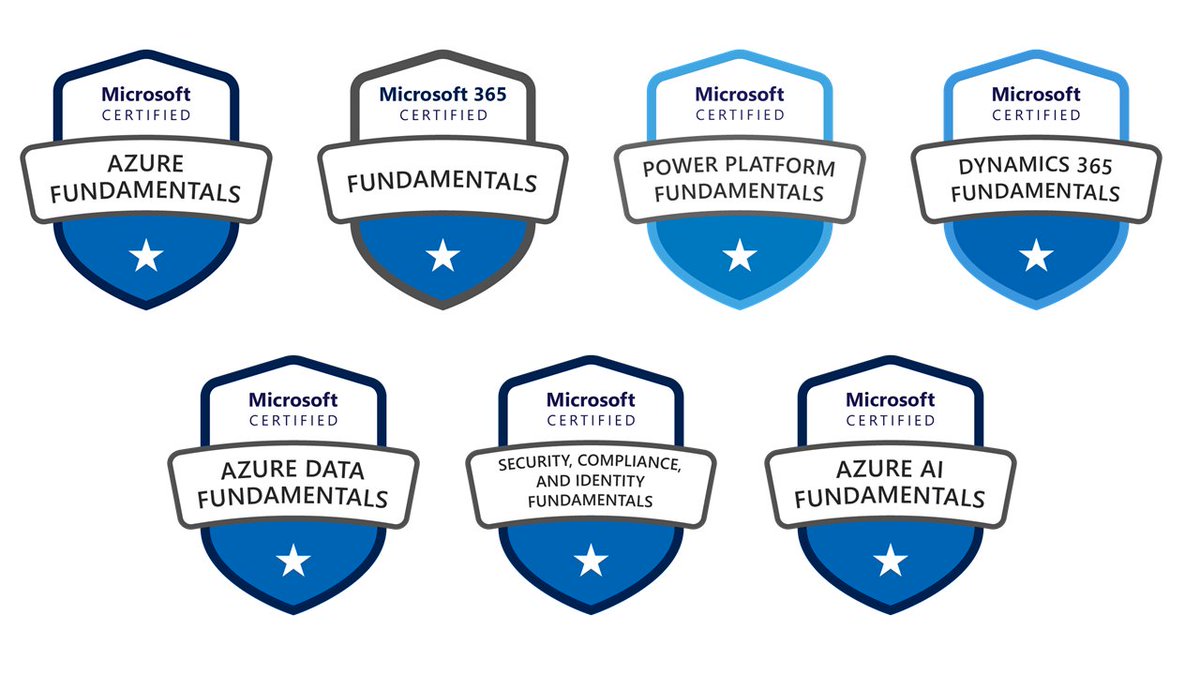 Microsoft
CERTIFIED
AZURE
FUNDAMENTALS
Microsoft 365
CERTIFIED
FUNDAMENTALS
Microsoft
CERTIFIED
POWER PLATFORM
FUNDAMENTALS
Microsoft
CERTIFIED
DYNAMICS 365
FUNDAMENTALS
Microsoft
CERTIFIED
AZURE DATA
FUNDAMENTALS
Microsoft
CERTIFIED
SECURITY, COMPLIANCE,
AND IDENTITY
FUNDAMENTALS
Microsoft
CERTIFIED
AZURE AI
FUNDAMENTALS